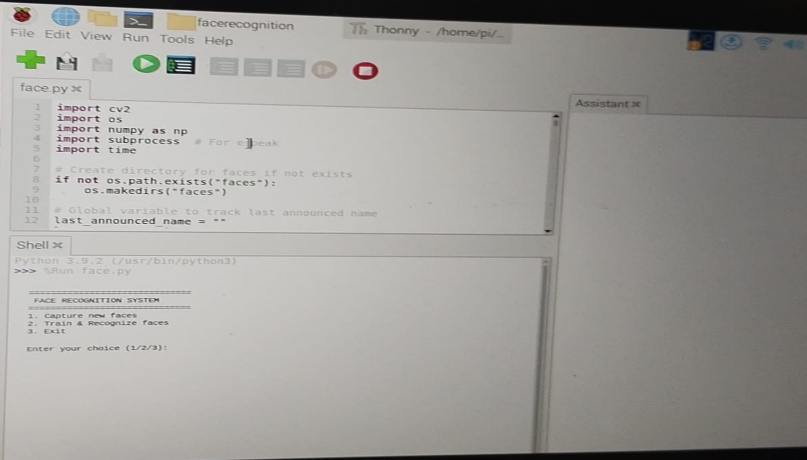 facerecognition
Thonny - /home/pi/...
File Edit View Run Tools Help
face.py ×
1 import cv2
2 import os
3 import numpy as np
4 import subprocess # For espeak
5 import time
6
7 # Create directory for faces if not exists
8 if not os.path.exists("faces"):
9 os.makedirs("faces")
10
11 # Global variable to track last announced name
12 last_announced_name = ""
Assistant ×
Shell ×
Python 3.9.2 (/usr/bin/python3)
>>> %Run face.py
==============================
FACE RECOGNITION SYSTEM
==============================
1. Capture new faces
2. Train & Recognize faces
3. Exit
Enter your choice (1/2/3):